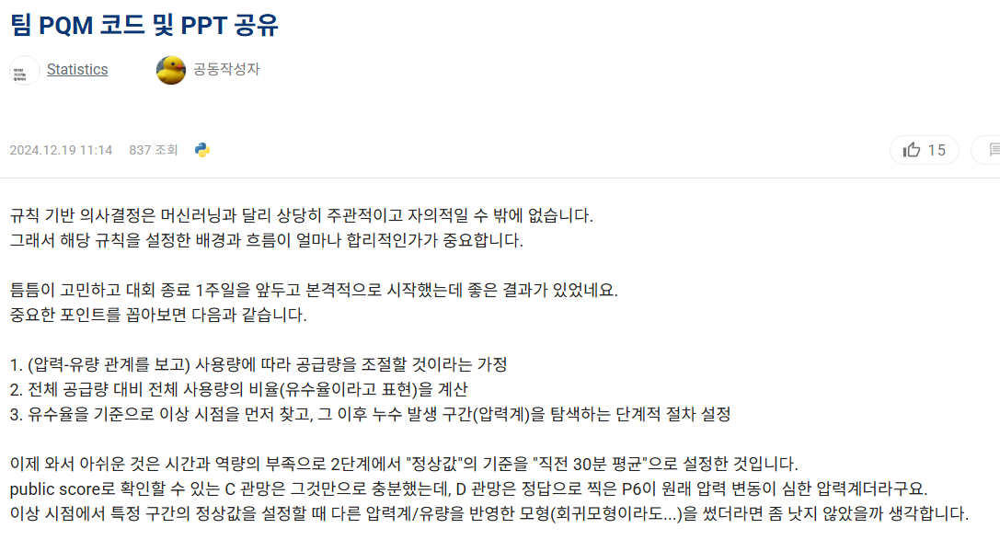 팀 PQM 코드 및 PPT 공유
Statistics 공동작성자
2024.12.19 11:14 837 조회 15
규칙 기반 의사결정은 머신러닝과 달리 상당히 주관적이고 자의적일 수 밖에 없습니다.
그래서 해당 규칙을 설정한 배경과 흐름이 얼마나 합리적인가가 중요합니다.
틈틈이 고민하고 대회 종료 1주일을 앞두고 본격적으로 시작했는데 좋은 결과가 있었네요.
중요한 포인트를 꼽아보면 다음과 같습니다.
1. (압력-유량 관계를 보고) 사용량에 따라 공급량을 조절할 것이라는 가정
2. 전체 공급량 대비 전체 사용량의 비율(유수율이라고 표현)을 계산
3. 유수율을 기준으로 이상 시점을 먼저 찾고, 그 이후 누수 발생 구간(압력계)을 탐색하는 단계적 절차 설정
이제 와서 아쉬운 것은 시간과 역량의 부족으로 2단계에서 "정상값"의 기준을 "직전 30분 평균"으로 설정한 것입니다.
public score로 확인할 수 있는 C 관망은 그것만으로 충분했는데, D 관망은 정답으로 찍은 P6이 원래 압력 변동이 심한 압력계더라구요.
이상 시점에서 특정 구간의 정상값을 설정할 때 다른 압력계/유량을 반영한 모형(회귀모형이라도...)을 썼더라면 좀 낫지 않았을까 생각합니다.